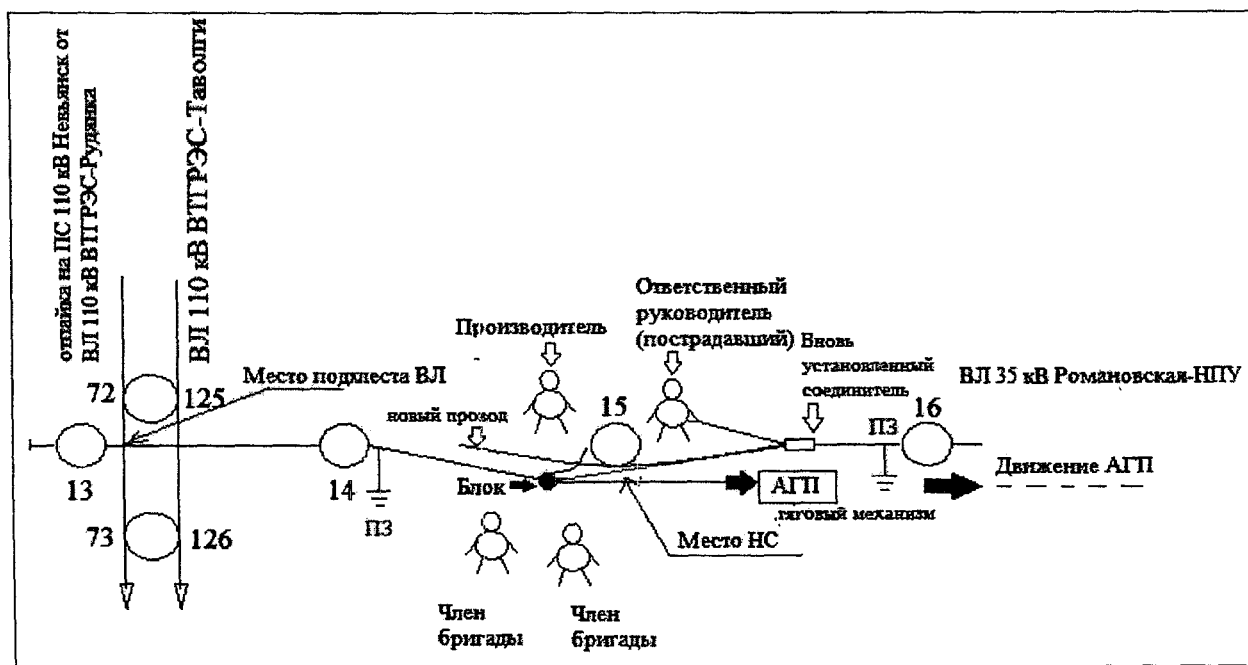 отпайка на ПС 110 кВ Невьянск от
ВЛ 110 кВ ВТГРЭС-Рудянка
ВЛ 110 кВ ВТГРЭС-Таволги
Ответственный
руководитель
(пострадавший)
Производитель
Вновь
установленный
соединитель
ВЛ 35 кВ Романовская-НПУ
Место подхлеста ВЛ
72
125
новый провод
15
16
ПЗ
13
14
Блок
АГП
Движение АГП
тяговый механизм
ПЗ
73
126
Место НС
Член
бригады
Член
бригады